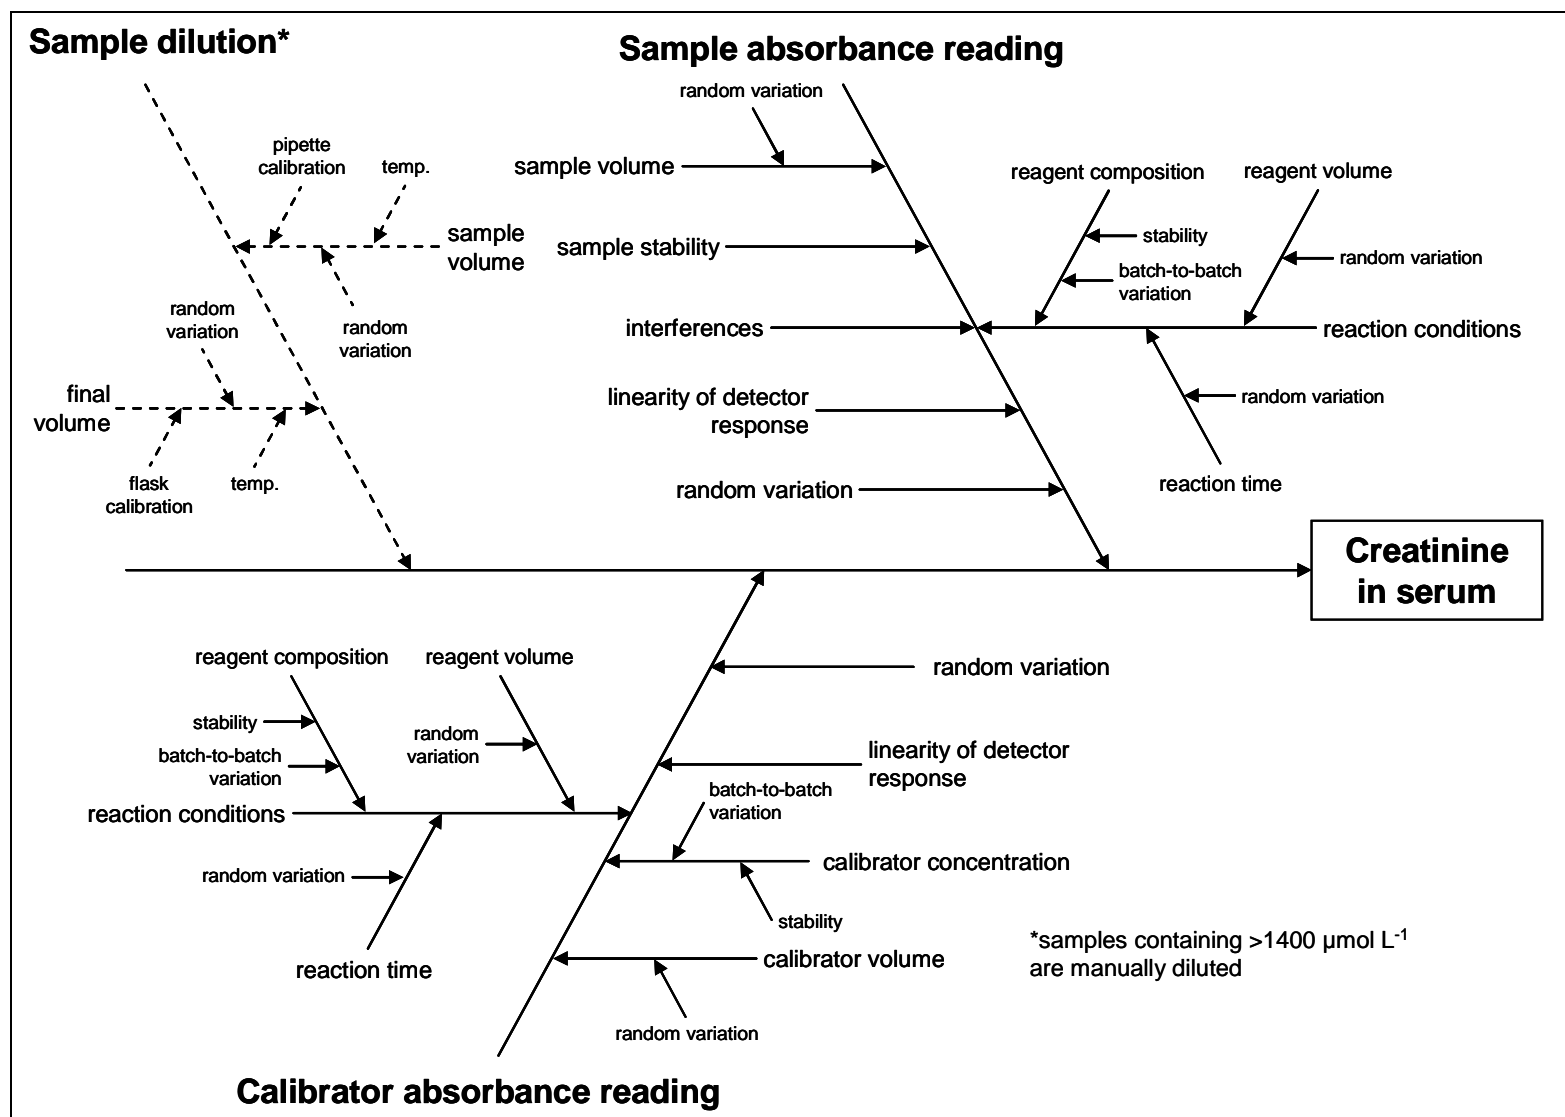 Sample dilution*
Sample absorbance reading
random variation
pipette
calibration
temp.
sample volume
reagent composition
reagent volume
sample
volume
sample stability
stability
random variation
batch-to-batch
variation
random
variation
random
variation
interferences
reaction conditions
final
volume
linearity of detector
response
random variation
flask
calibration
temp.
random variation
reaction time
Creatinine
in serum
reagent composition
reagent volume
random variation
stability
random
variation
batch-to-batch
variation
linearity of detector
response
batch-to-batch
variation
reaction conditions
calibrator concentration
random variation
stability
*samples containing >1400 µmol L-1
are manually diluted
reaction time
calibrator volume
random variation
Calibrator absorbance reading